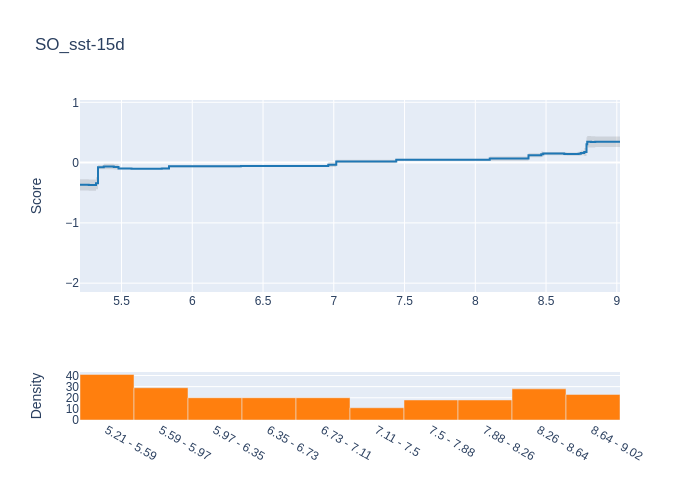 SO_sst-15d
Score
1
0
−1
−2
5.5 6 6.5 7 7.5 8 8.5 9
Density
40
30
20
10
0
5.21 - 5.59
5.59 - 5.97
5.97 - 6.35
6.35 - 6.73
6.73 - 7.11
7.11 - 7.5
7.5 - 7.88
7.88 - 8.26
8.26 - 8.64
8.64 - 9.02